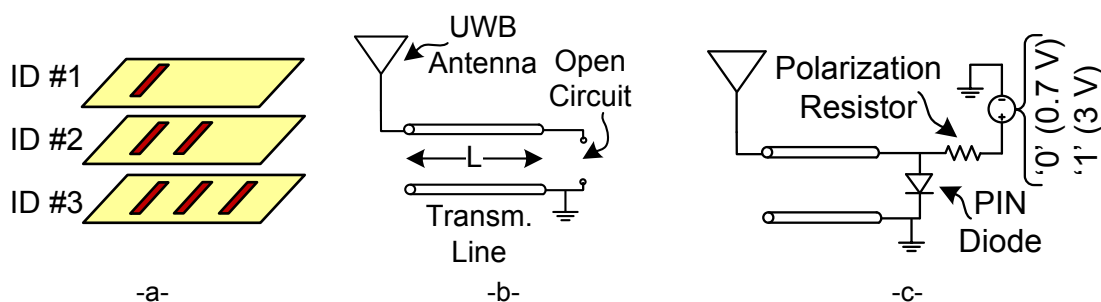 ID #1
ID #2
ID #3
-a-
UWB
Antenna
Open
Circuit
L
Transm.
Line
-b-
Polarization
Resistor
'0' (0.7 V)
'1' (3 V)
PIN
Diode
-c-